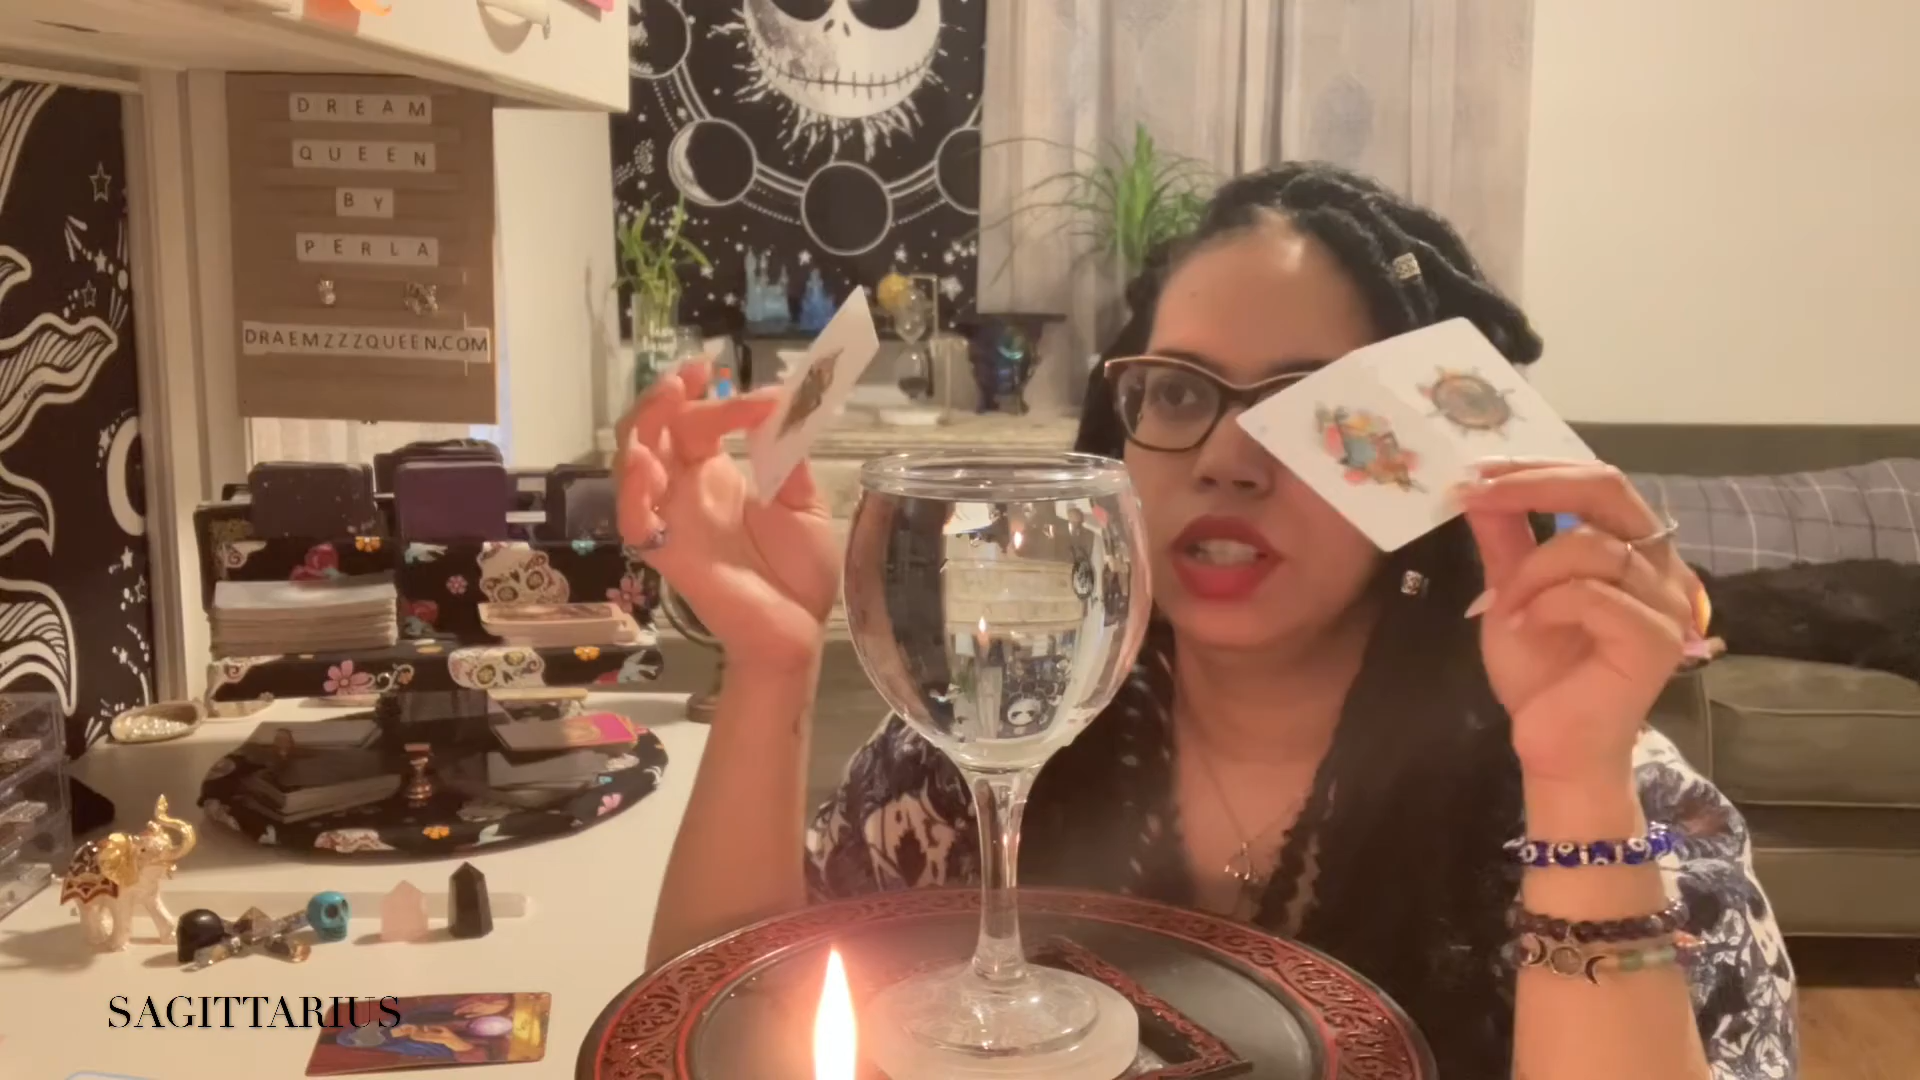 DREAM
QUEEN
BY
PERLA
DRAEMZZZQUEEN.COM
SAGITTARIUS